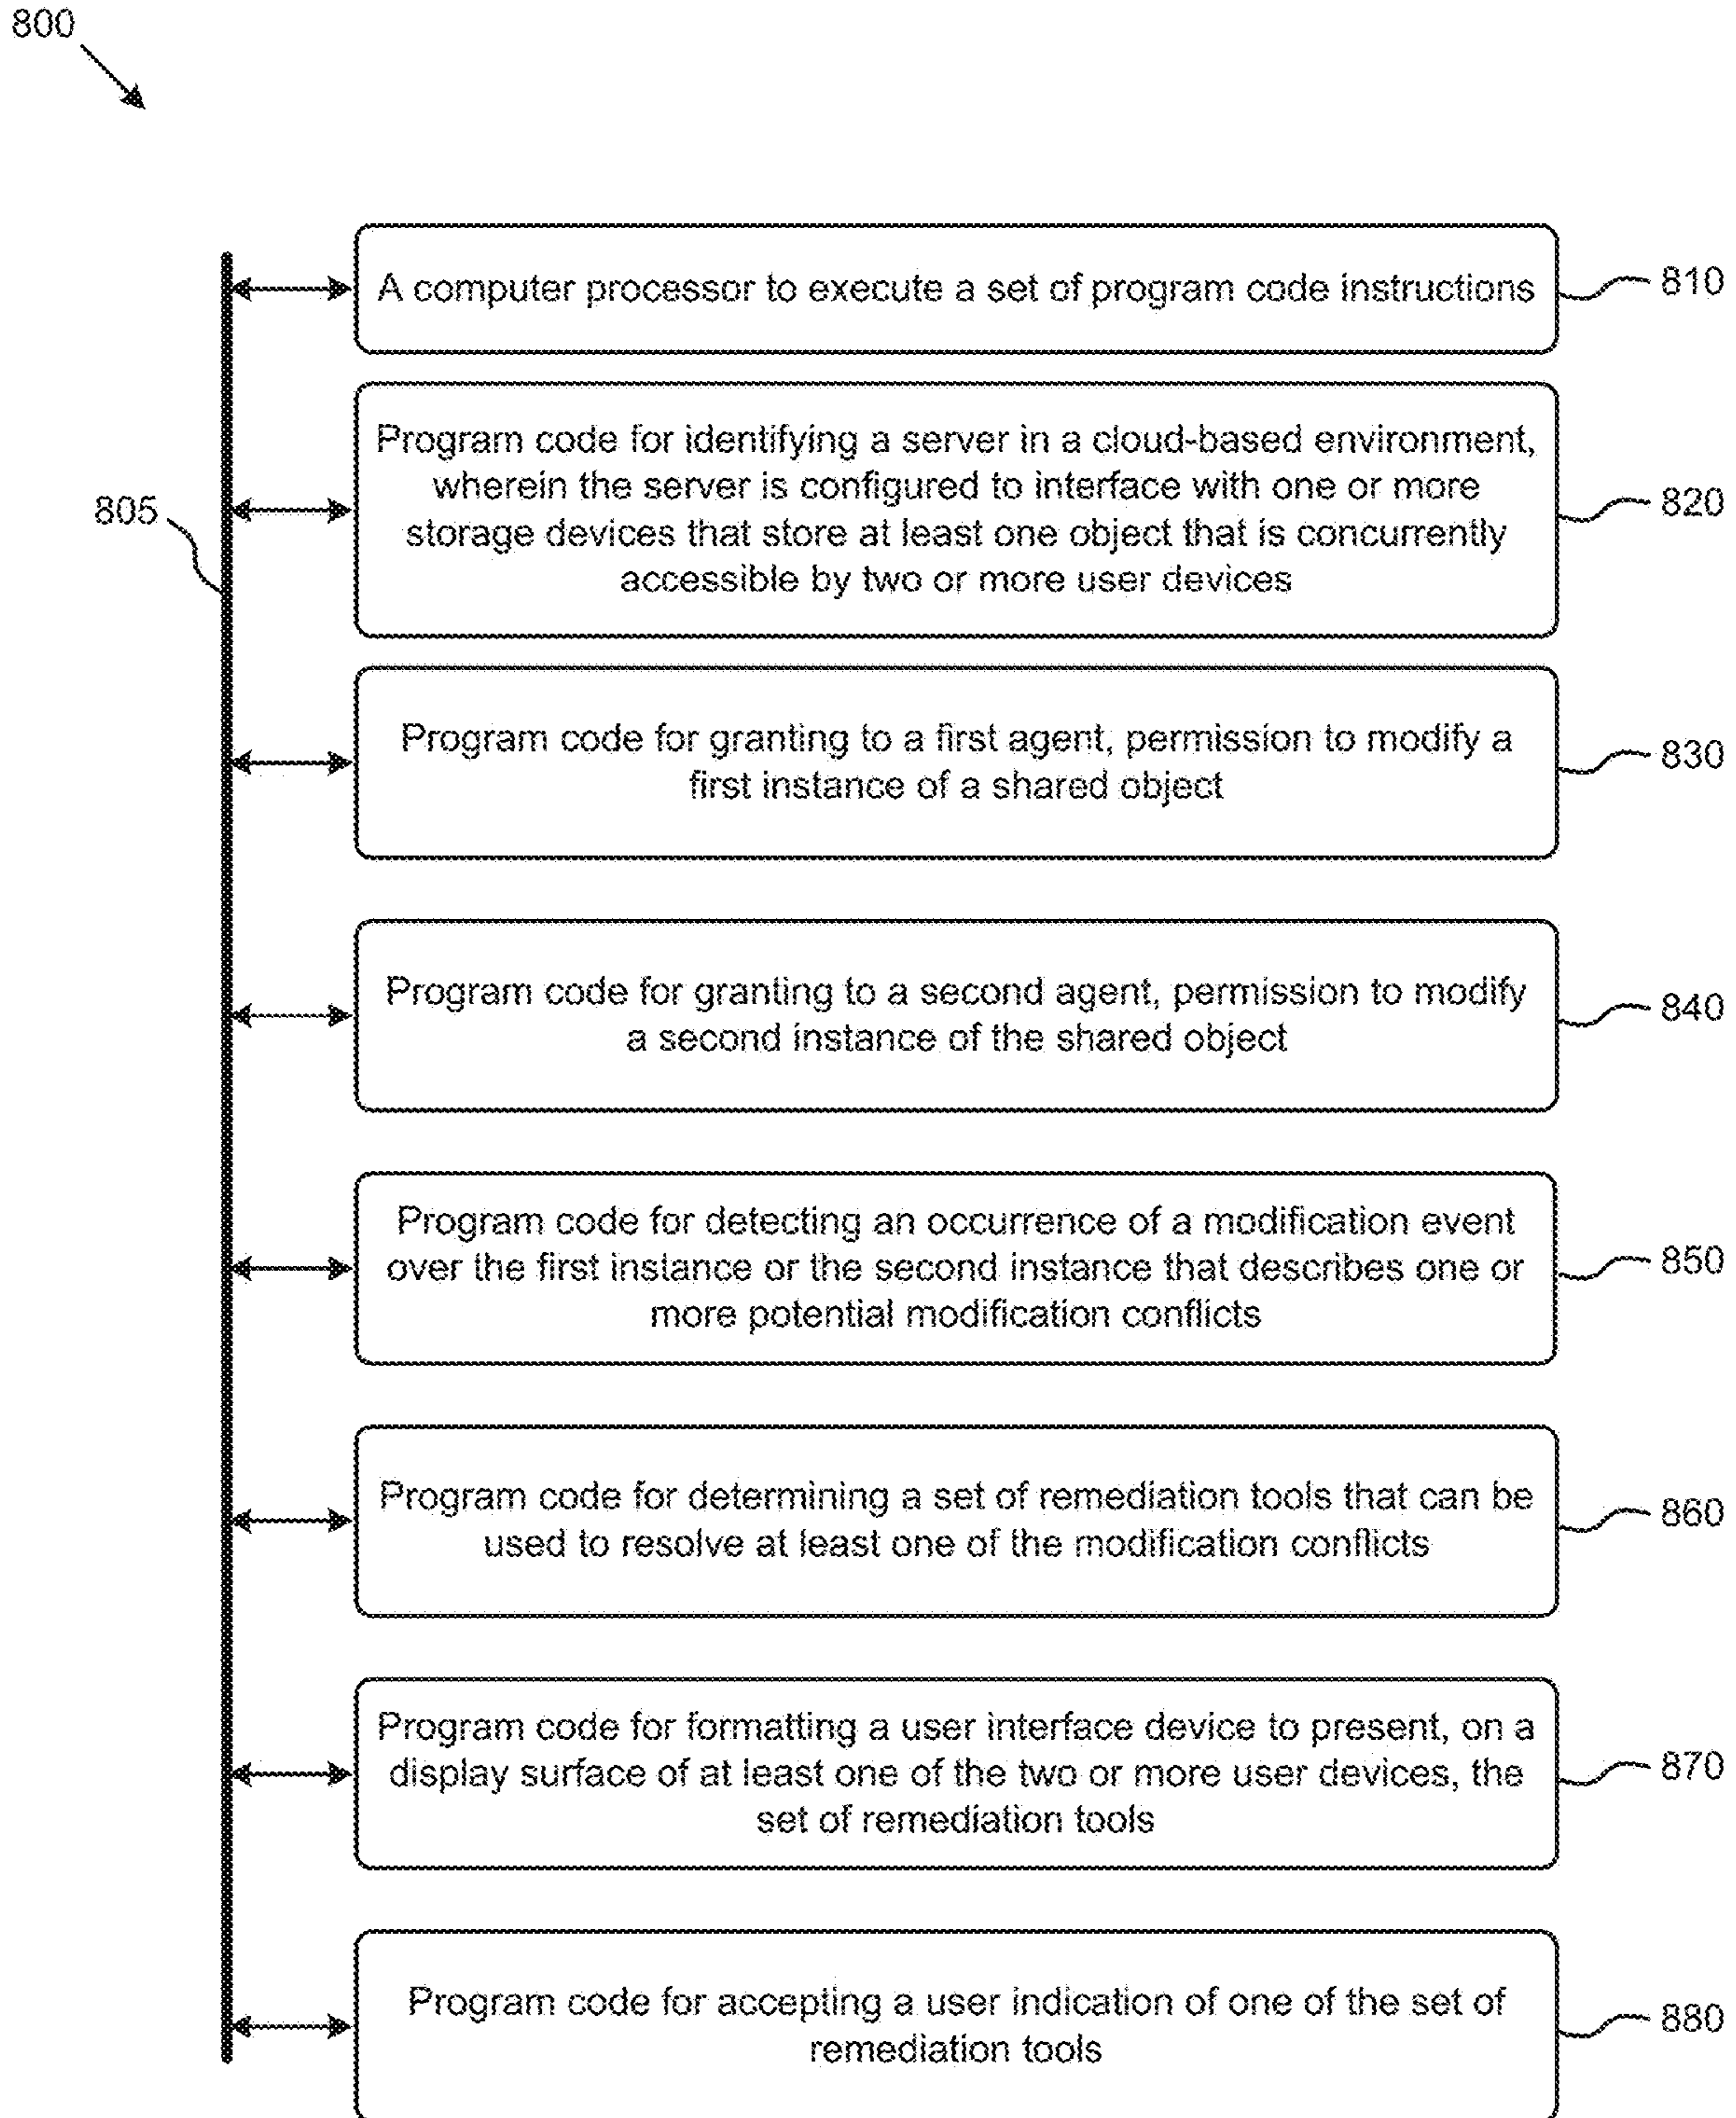 800
A computer processor to execute a set of program code instructions
810
Program code for identifying a server in a cloud-based environment,
wherein the server is configured to interface with one or more
storage devices that store at least one object that is concurrently
accessible by two or more user devices
805
820
Program code for granting to a first agent, permission to modify a
first instance of a shared object
830
Program code for granting to a second agent, permission to modify
a second instance of the shared object
840
Program code for detecting an occurrence of a modification event
over the first instance or the second instance that describes one or
more potential modification conflicts
850
Program code for determining a set of remediation tools that can be
used to resolve at least one of the modification conflicts
860
Program code for formatting a user interface device to present, on a
display surface of at least one of the two or more user devices, the
set of remediation tools
870
Program code for accepting a user indication of one of the set of
remediation tools
880